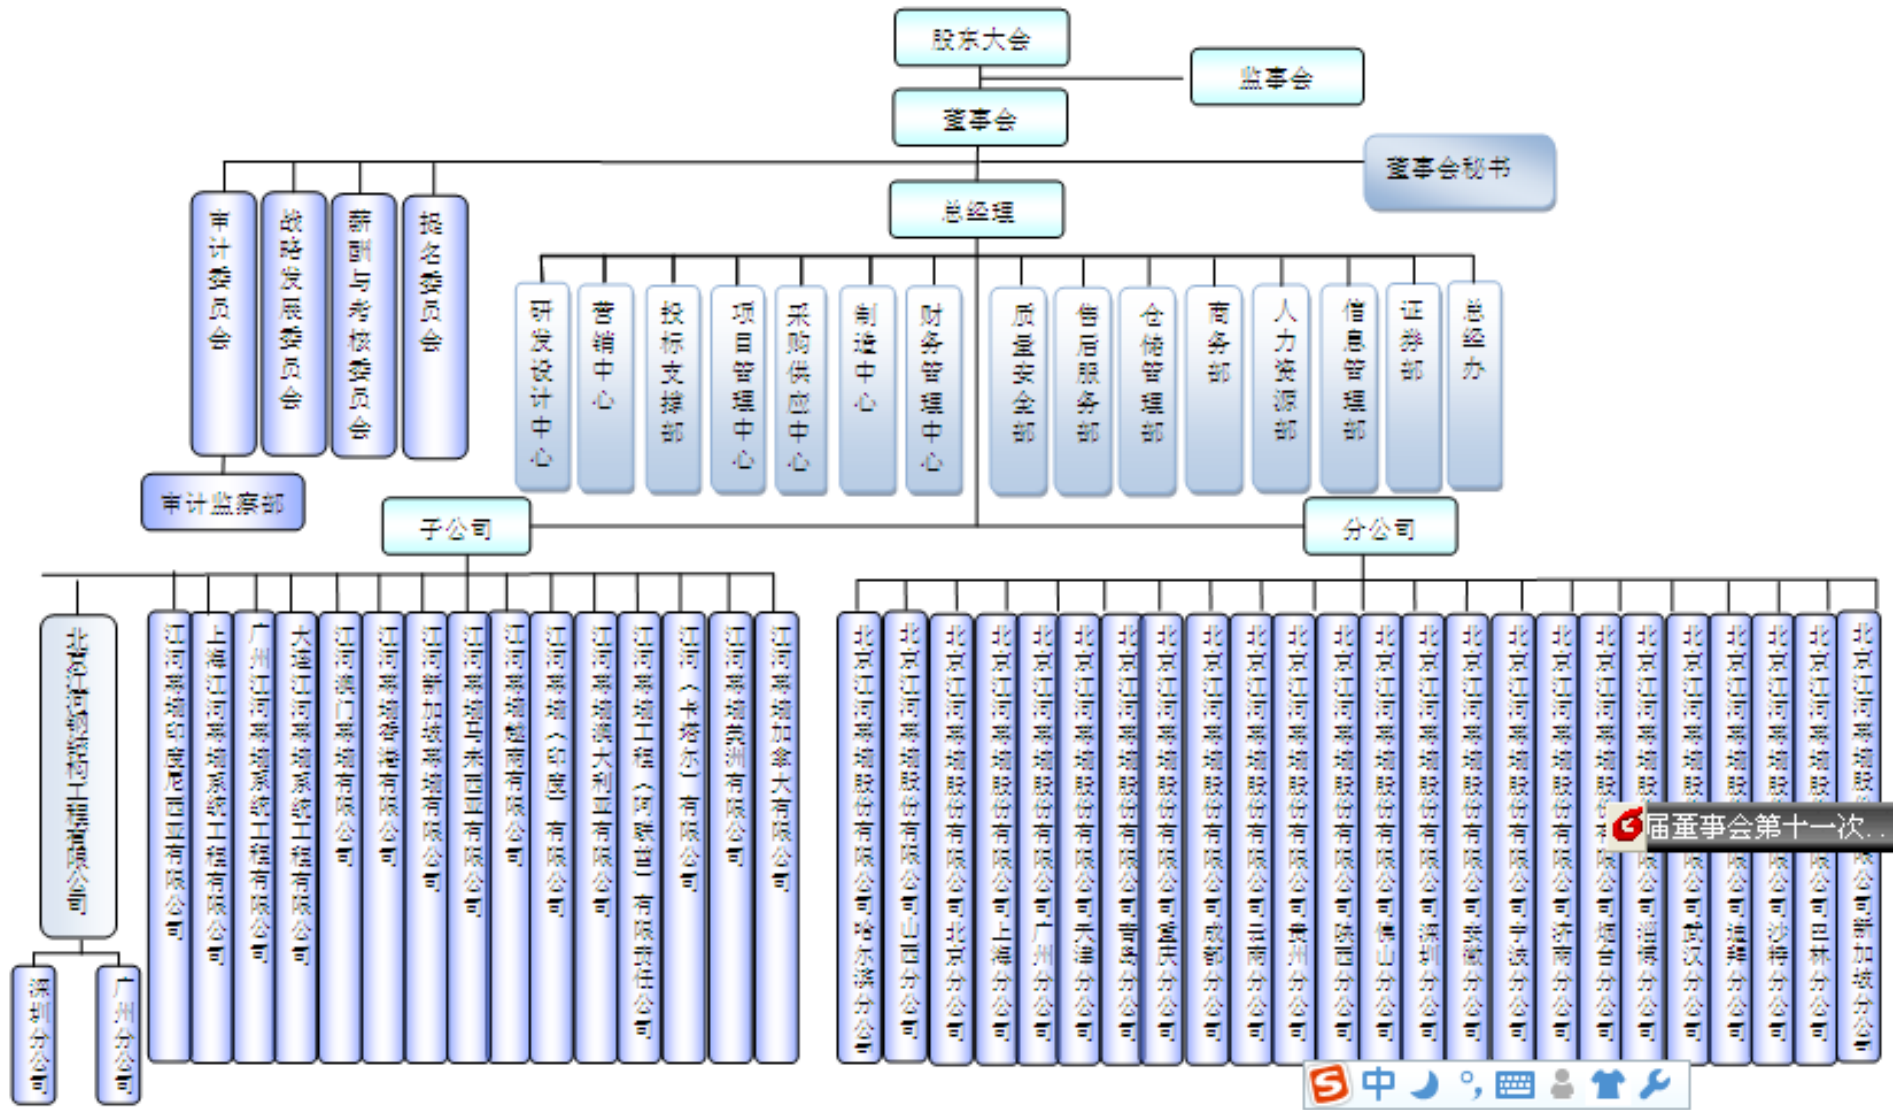 股东大会
监事会
董事会
董事会秘书
总经理
审计委员会
战略发展委员会
薪酬与考核委员会
提名委员会
审计监察部
研发设计中心
营销中心
投标支撑部
项目管理中心
采购供应中心
制造中心
财务管理中心
质量安全部
售后服务部
仓储管理部
商务部
人力资源部
信息管理部
证券部
总经办
子公司
分公司
北京江河钢结构工程有限公司
深圳分公司
广州分公司
江河幕墙印度尼西亚有限公司
上海江河幕墙系统工程有限公司
广州江河幕墙系统工程有限公司
大连江河幕墙系统工程有限公司
江河澳门幕墙有限公司
江河幕墙香港有限公司
江河新加坡幕墙有限公司
江河幕墙马来西亚有限公司
江河幕墙越南有限公司
江河幕墙（印度）有限公司
江河幕墙澳大利亚有限公司
江河幕墙工程（阿联酋）有限责任公司
江河（卡塔尔）有限公司
江河幕墙美洲有限公司
江河幕墙加拿大有限公司
北京江河幕墙股份有限公司哈尔滨分公司
北京江河幕墙股份有限公司山西分公司
北京江河幕墙股份有限公司北京分公司
北京江河幕墙股份有限公司上海分公司
北京江河幕墙股份有限公司广州分公司
北京江河幕墙股份有限公司天津分公司
北京江河幕墙股份有限公司 分公司
北京江河幕墙股份有限公司重庆分公司
北京江河幕墙股份有限公司成都分公司
北京江河幕墙股份有限公司云南分公司
北京江河幕墙股份有限公司贵州分公司
北京江河幕墙股份有限公司陕西分公司
北京江河幕墙股份有限公司佛山分公司
北京江河幕墙股份有限公司深圳分公司
北京江河幕墙股份有限公司安徽分公司
北京江河幕墙股份有限公司宁波分公司
北京江河幕墙股份有限公司济南分公司
北京江河幕墙股份 公司烟台分公司
北京江河幕墙股份 公司淄博分公司
北京江河幕墙股份 公司武汉分公司
北京江河幕墙股份 公司 分公司
北京江河幕墙股份 公司沙特分公司
北京江河幕墙股份 公司巴林分公司
北京江河幕墙股份 限公司新加坡分公司
届董事会第十一次...
中